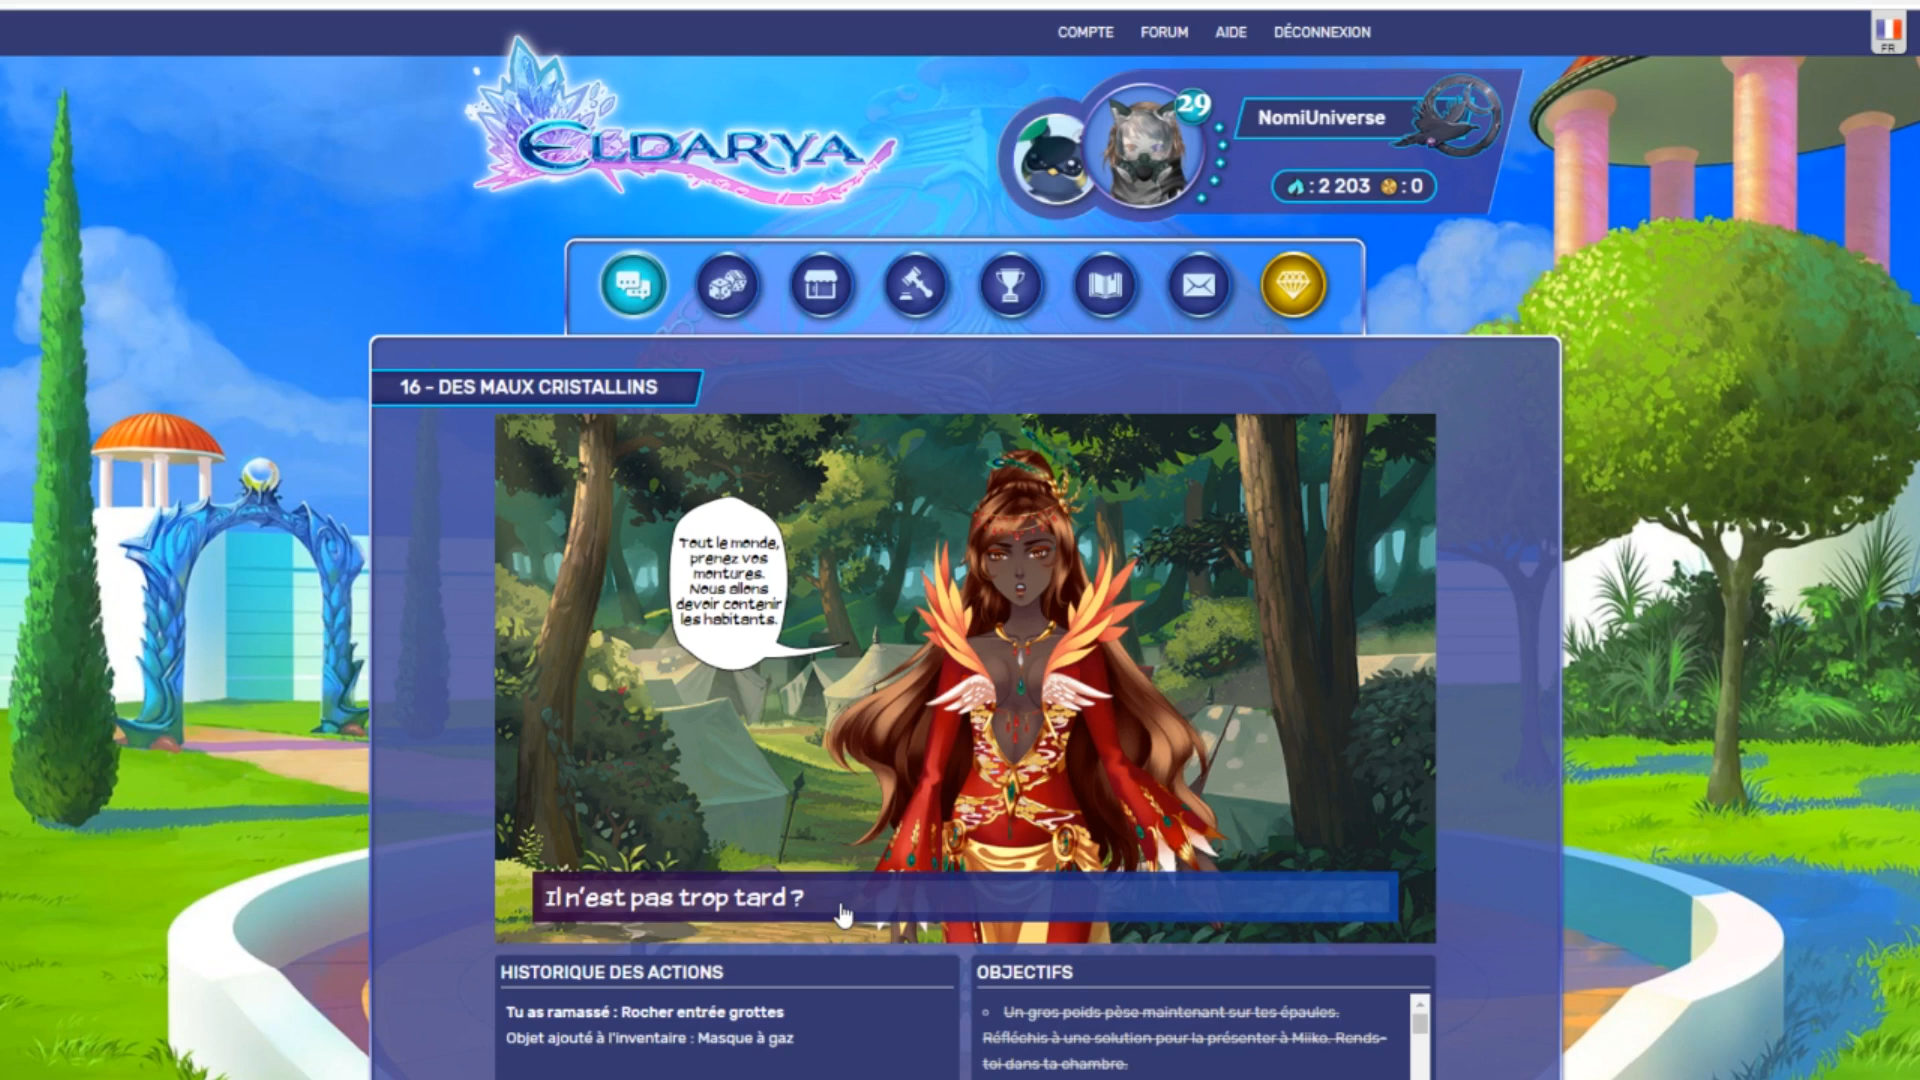 COMPTE FORUM AIDE DÉCONNEXION
FR
ELDARYA
29
NomiUniverse
: 2 203 : 0
16 - DES MAUX CRISTALLINS
Tout le monde,
prenez vos
montures.
Nous allons
devoir contenir
les habitants.
Il n'est pas trop tard ?
HISTORIQUE DES ACTIONS
Tu as ramassé : Rocher entrée grottes
Objet ajouté à l'inventaire : Masque à gaz
OBJECTIFS
Un gros poids pèse maintenant sur tes épaules.
Réfléchis à une solution pour la présenter à Miiko. Rends-
toi dans ta chambre.